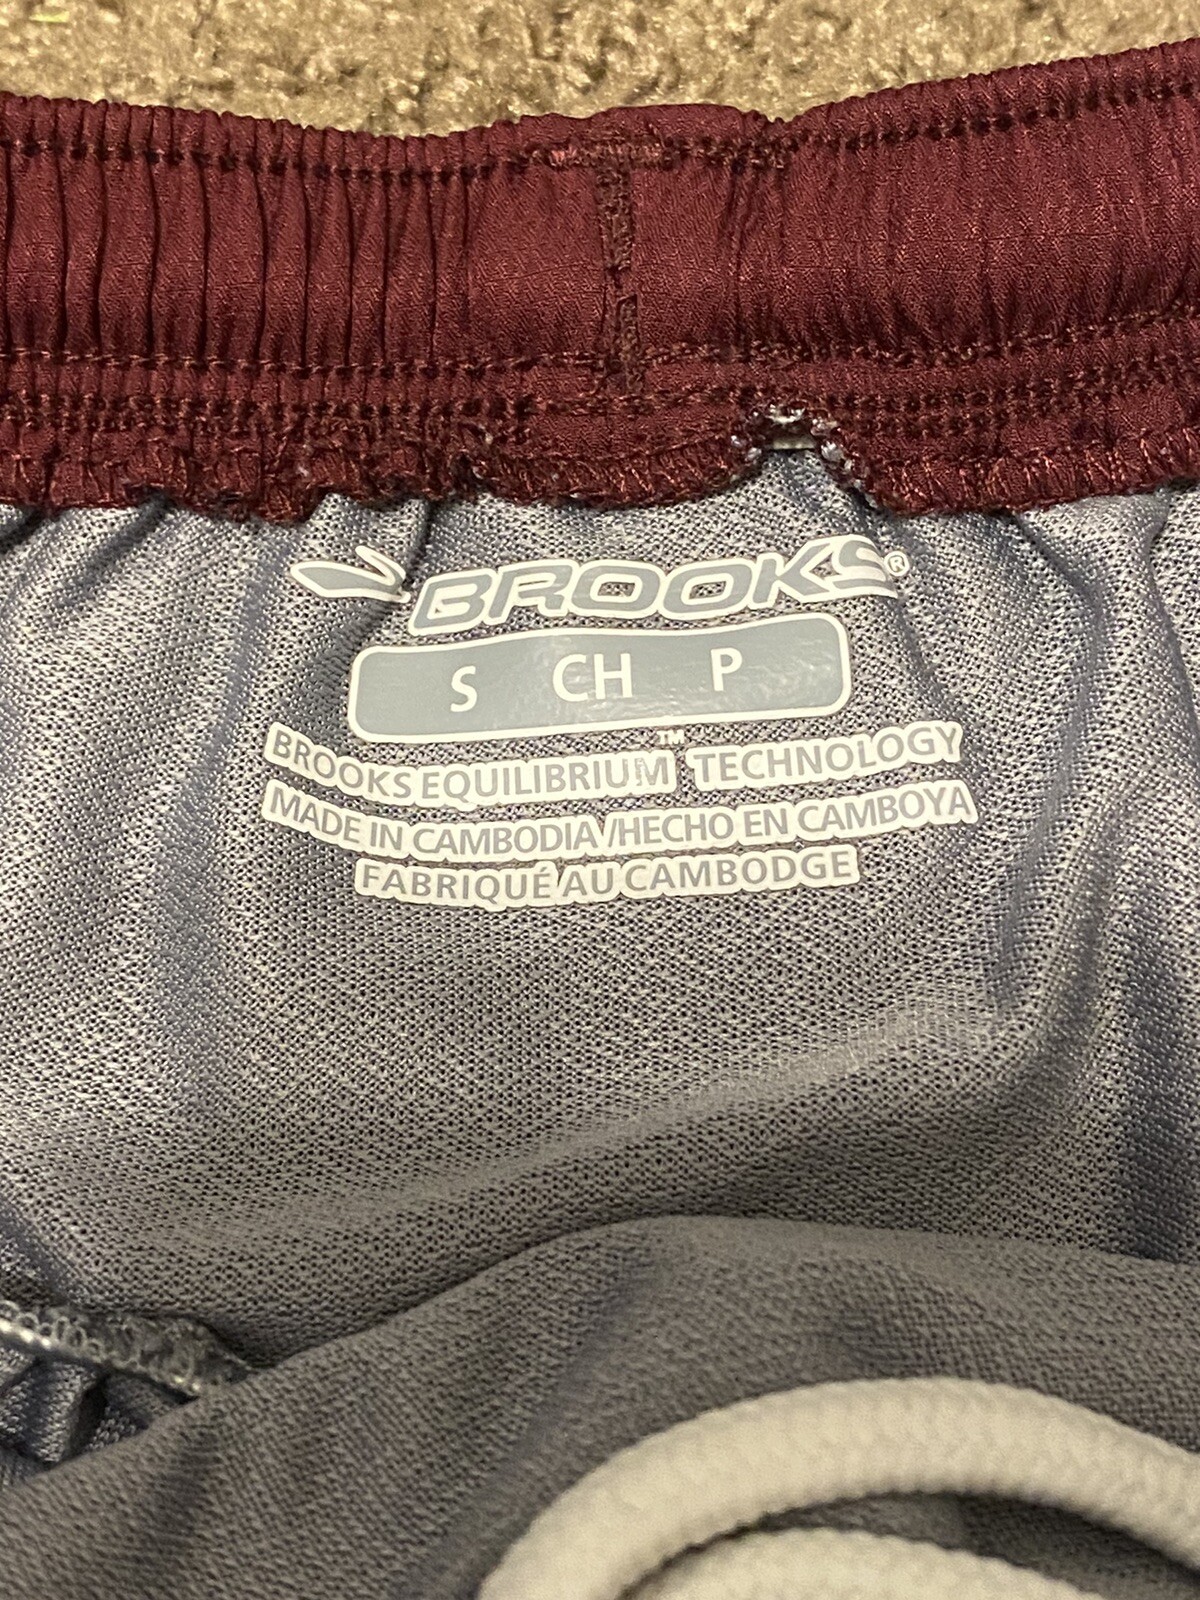 BROOKS®
S CH P
BROOKS EQUILIBRIUM™ TECHNOLOGY
MADE IN CAMBODIA /HECHO EN CAMBOYA
FABRIQUÉ AU CAMBODGE